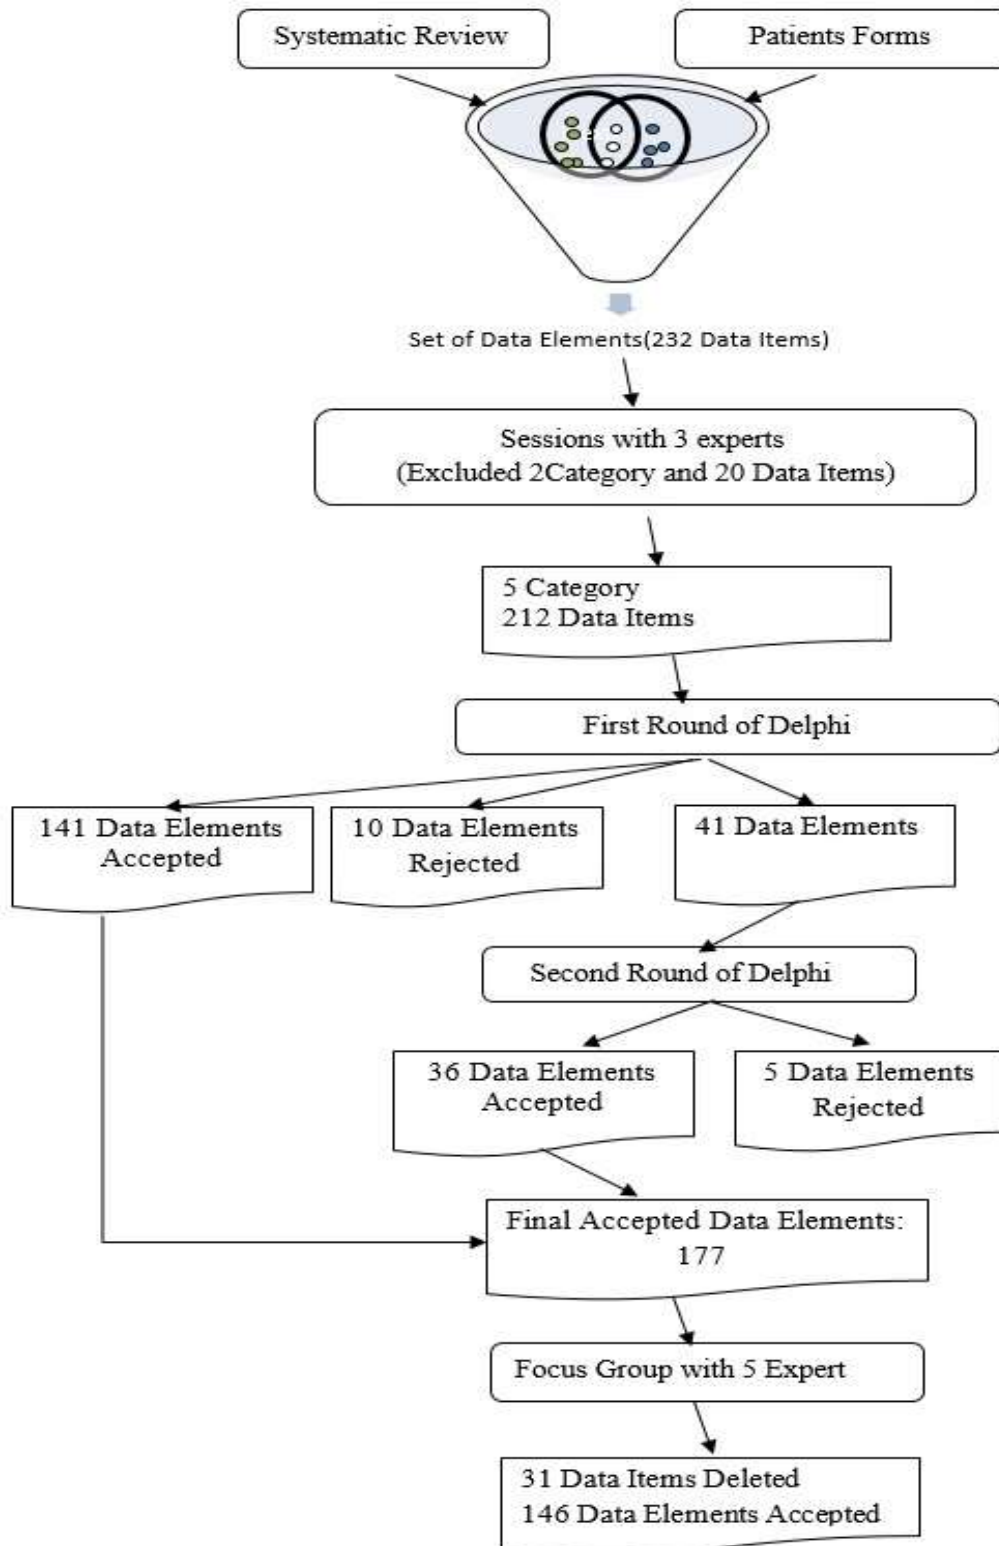 Systematic Review
Patients Forms
Set of Data Elements(232 Data Items)
Sessions with 3 experts
(Excluded 2Category and 20 Data Items)
5 Category
212 Data Items
First Round of Delphi
141 Data Elements
Accepted
10 Data Elements
Rejected
41 Data Elements
Second Round of Delphi
36 Data Elements
Accepted
5 Data Elements
Rejected
Final Accepted Data Elements:
177
Focus Group with 5 Expert
31 Data Items Deleted
146 Data Elements Accepted